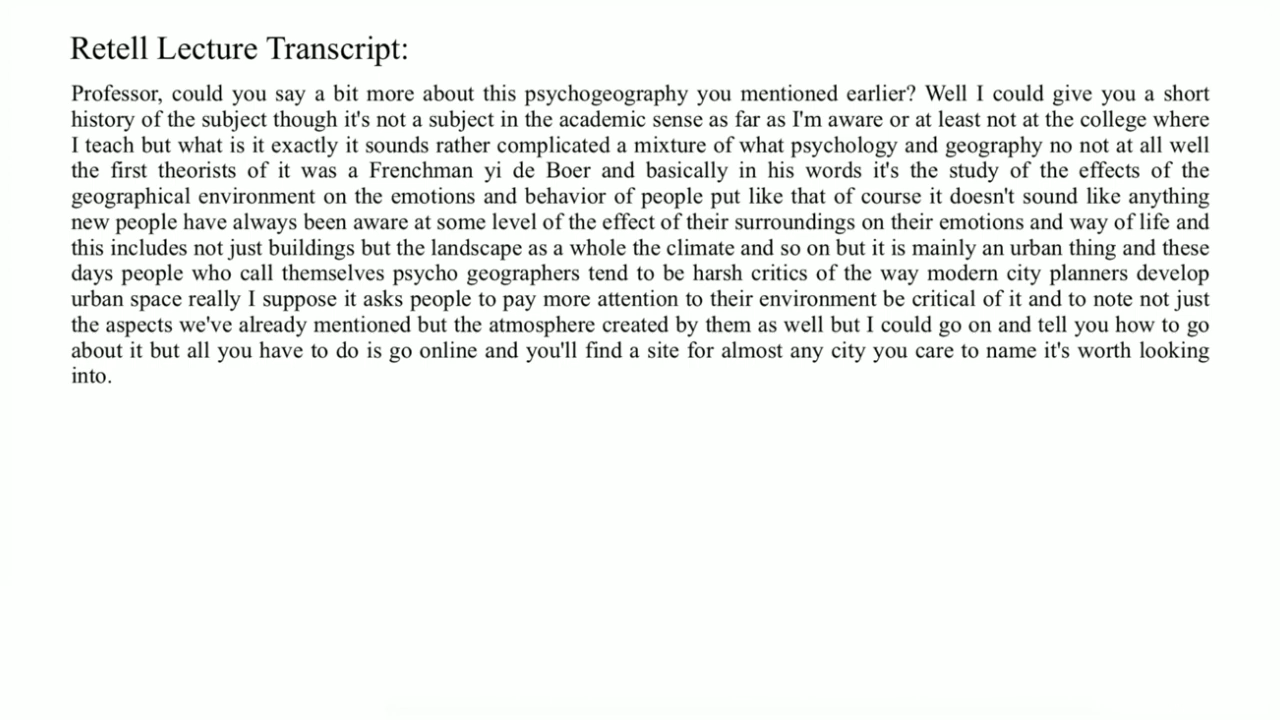 Retell Lecture Transcript:
Professor, could you say a bit more about this psychogeography you mentioned earlier? Well I could give you a short
history of the subject though it's not a subject in the academic sense as far as I'm aware or at least not at the college where
I teach but what is it exactly it sounds rather complicated a mixture of what psychology and geography no not at all well
the first theorists of it was a Frenchman yi de Boer and basically in his words it's the study of the effects of the
geographical environment on the emotions and behavior of people put like that of course it doesn't sound like anything
new people have always been aware at some level of the effect of their surroundings on their emotions and way of life and
this includes not just buildings but the landscape as a whole the climate and so on but it is mainly an urban thing and these
days people who call themselves psycho geographers tend to be harsh critics of the way modern city planners develop
urban space really I suppose it asks people to pay more attention to their environment be critical of it and to note not just
the aspects we've already mentioned but the atmosphere created by them as well but I could go on and tell you how to go
about it but all you have to do is go online and you'll find a site for almost any city you care to name it's worth looking
into.